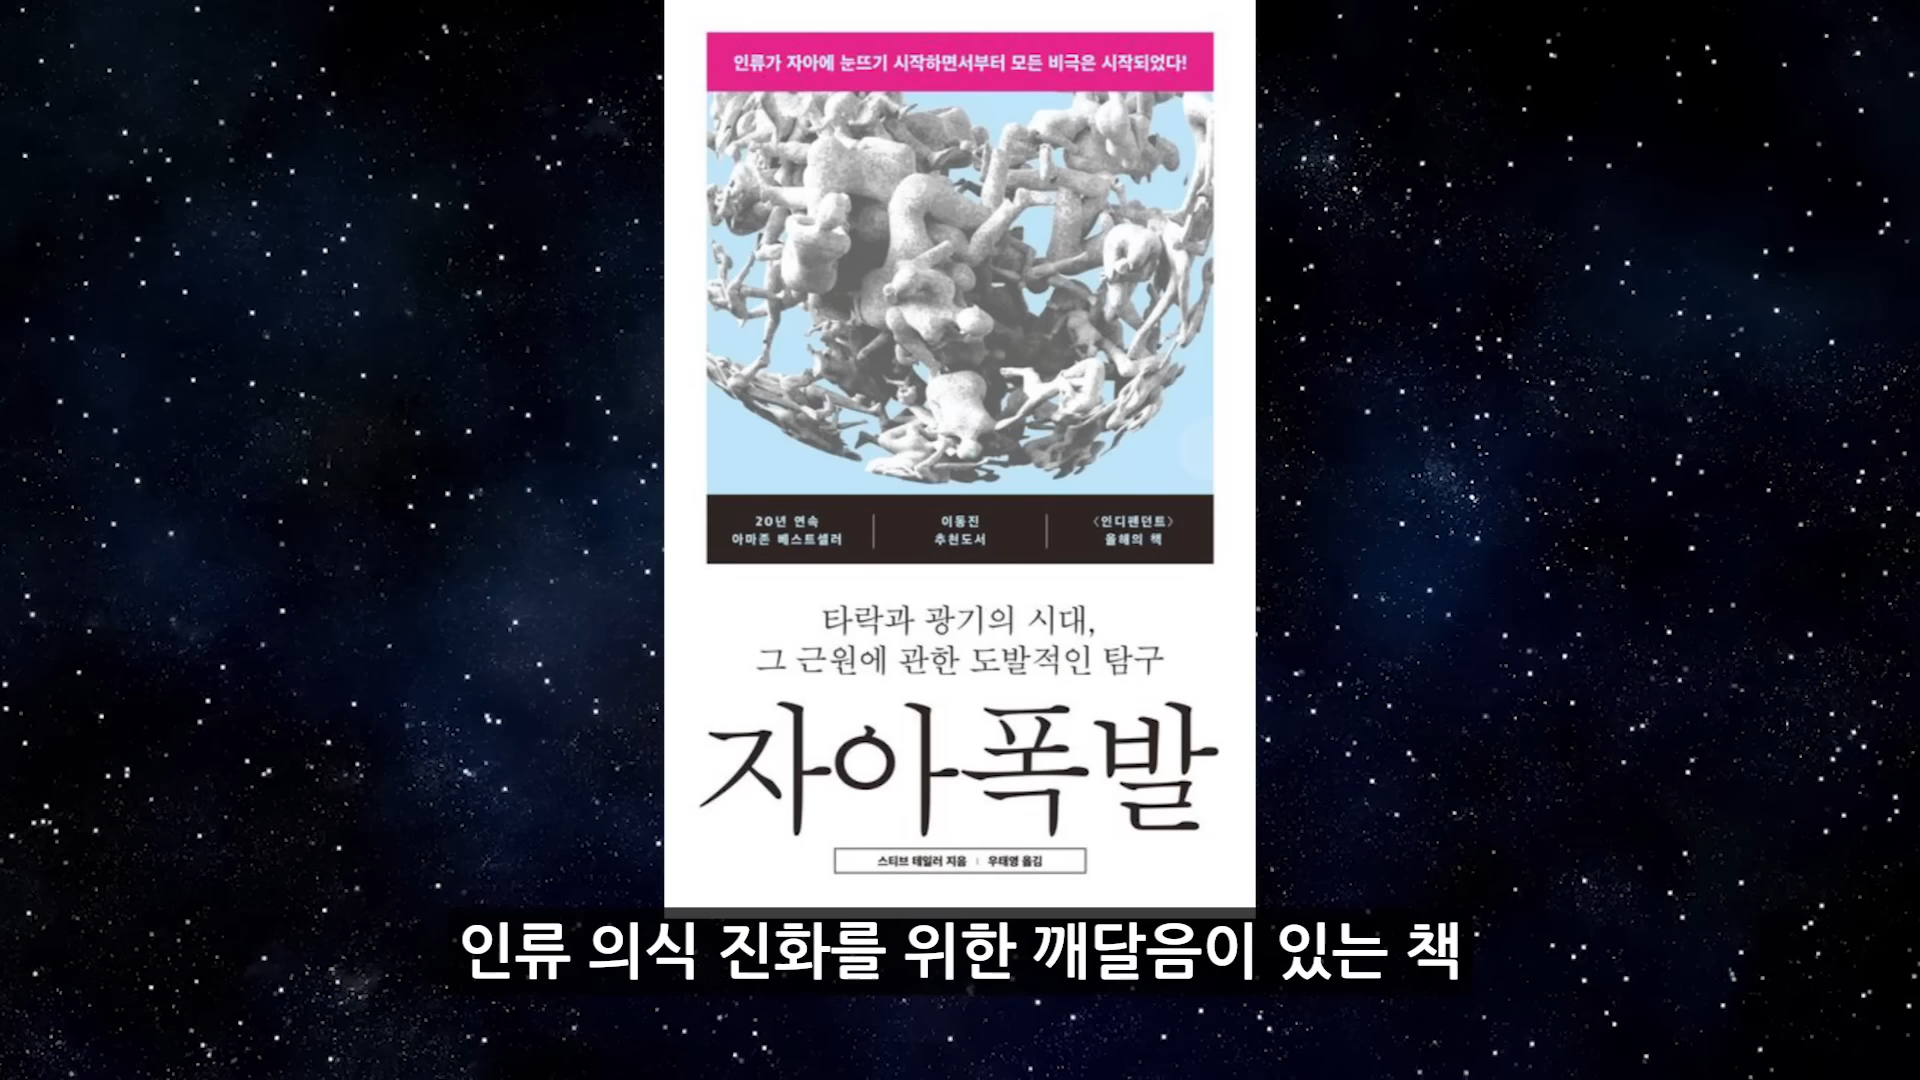 인류가 자아에 눈뜨기 시작하면서부터 모든 비극은 시작되었다!
20년 연속
아마존 베스트셀러
이동진
추천도서
<인디펜던트>
올해의 책
타락과 광기의 시대,
그 근원에 관한 도발적인 탐구
자아폭발
스티브 테일러 지음 | 우태영 옮김
인류 의식 진화를 위한 깨달음이 있는 책